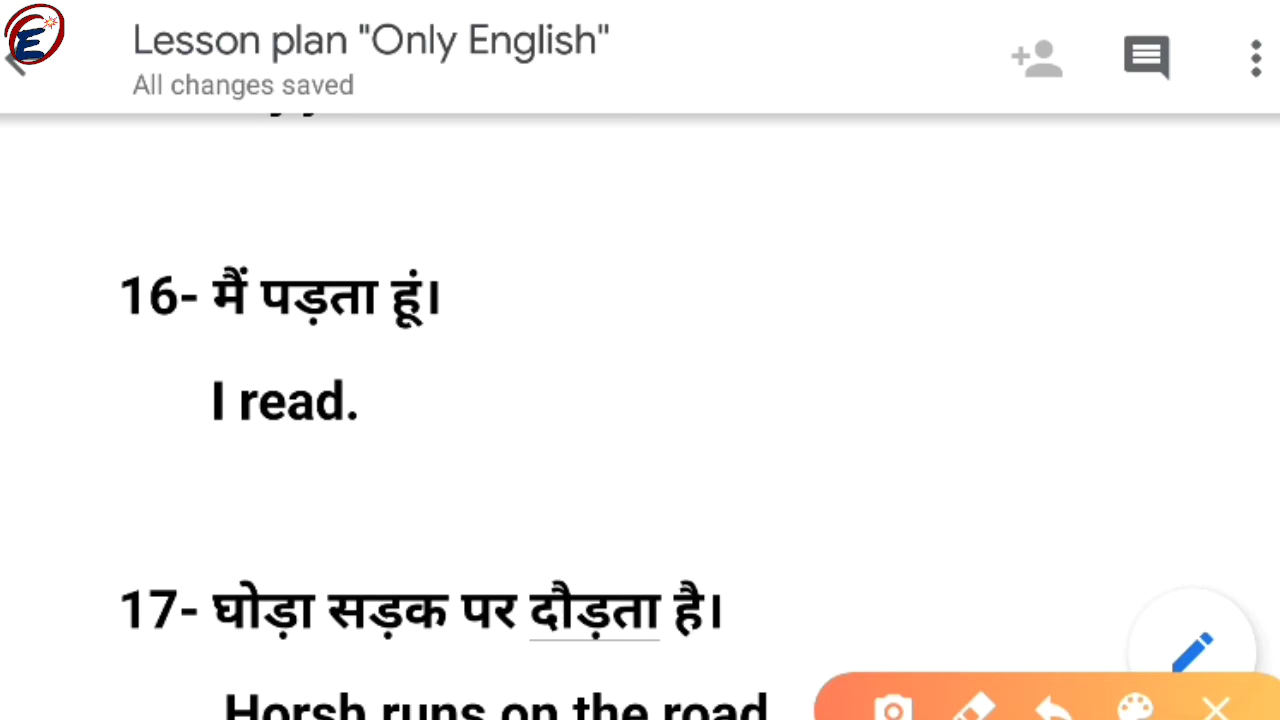 E
Lesson plan "Only English"
All changes saved
16- मैं पड़ता हूं।
I read.
17- घोड़ा सड़क पर दौड़ता है।
Horsh runs on the road